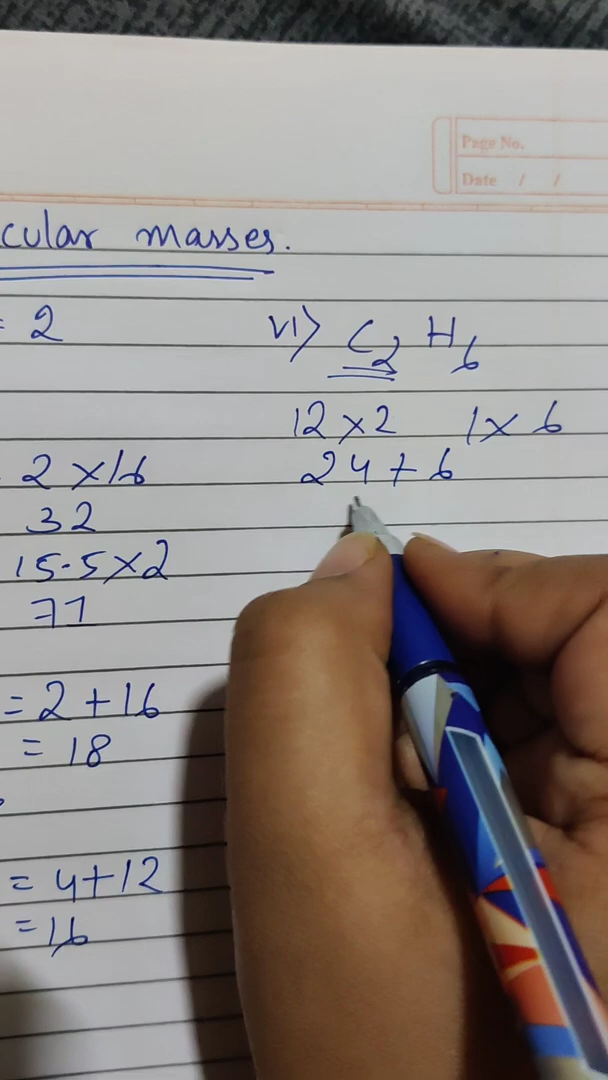 Page No.
Date / /
cular masses.
= 2
2 × 16
32
15.5 × 2
71
= 2 + 16
= 18
= 4 + 12
= 16
VI> C2 H6
12 × 2 1 × 6
24 + 6